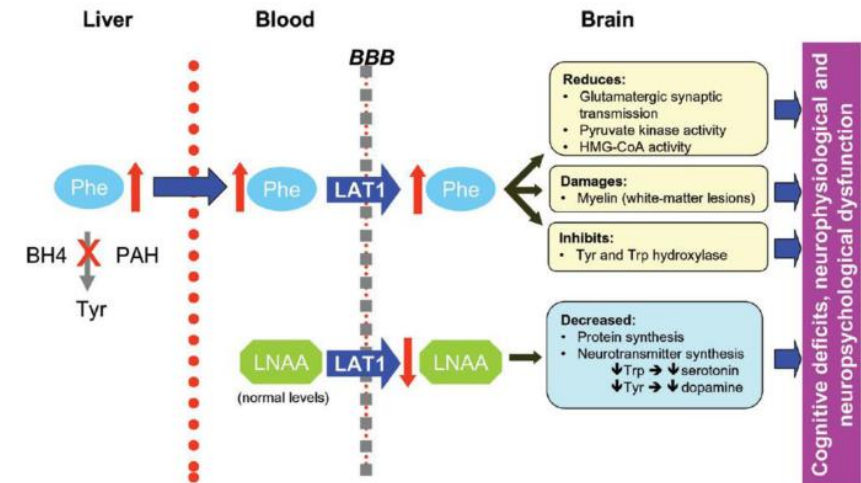 Liver
Blood
Brain
BBB
Phe
Phe
LAT1
Phe
BH4
PAH
Tyr
LNAA
(normal levels)
LAT1
LNAA
Reduces:
• Glutamatergic synaptic
transmission
• Pyruvate kinase activity
• HMG-CoA activity
Damages:
• Myelin (white-matter lesions)
Inhibits:
• Tyr and Trp hydroxylase
Decreased:
• Protein synthesis
• Neurotransmitter synthesis
↓Trp → ↓serotonin
↓Tyr → ↓dopamine
Cognitive deficits, neurophysiological and
neuropsychological dysfunction